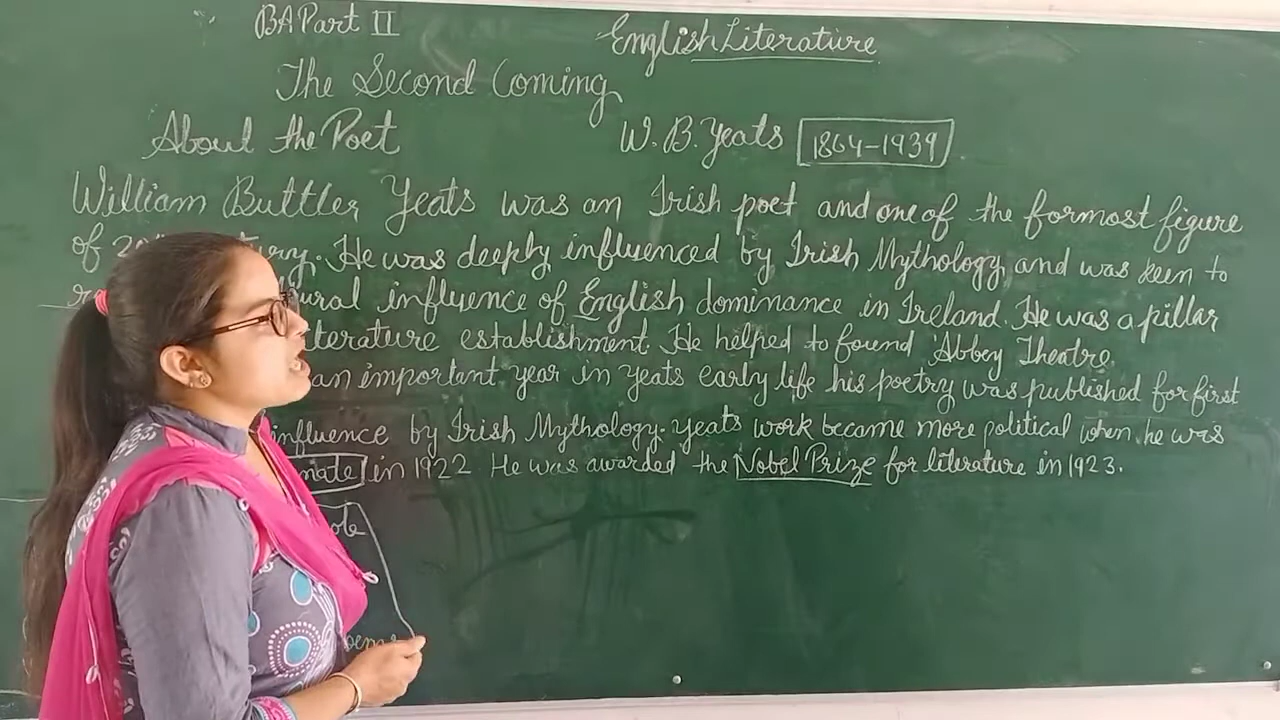 BA Part II
English Literature
The Second Coming
About the Poet
W. B. Yeats 1864-1939
William Buttler Yeats was an Irish poet and one of the formost figure
of 20 He was deeply influenced by Irish Mythology and was keen to
influence of English dominance in Ireland. He was a pillar
establishment. He helped to found Abbey Theatre.
an important year in yeats early life his poetry was published for first
influence by Irish Mythology. yeats work became more political when he was
in 1922 He was awarded the Nobel Prize for literature in 1923.